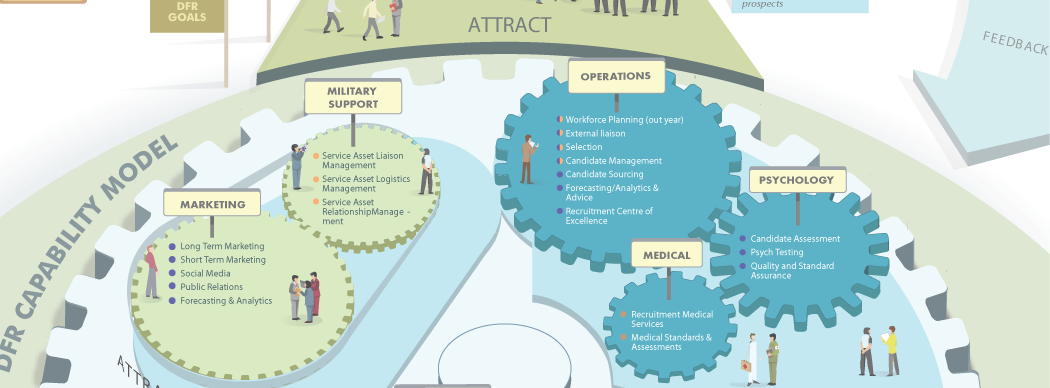 DFR
GOALS
ATTRACT
prospects
FEEDBACK
DFR CAPABILITY MODEL
MILITARY
SUPPORT
Service Asset Liaison
Management
Service Asset Logistics
Management
Service Asset
RelationshipManage -
ment
MARKETING
Long Term Marketing
Short Term Marketing
Social Media
Public Relations
Forecasting & Analytics
OPERATIONS
Workforce Planning (out year)
External liaison
Selection
Candidate Management
Candidate Sourcing
Forecasting/Analytics &
Advice
Recruitment Centre of
Excellence
PSYCHOLOGY
Candidate Assessment
Psych Testing
Quality and Standard
Assurance
MEDICAL
Recruitment Medical
Services
Medical Standards &
Assessments